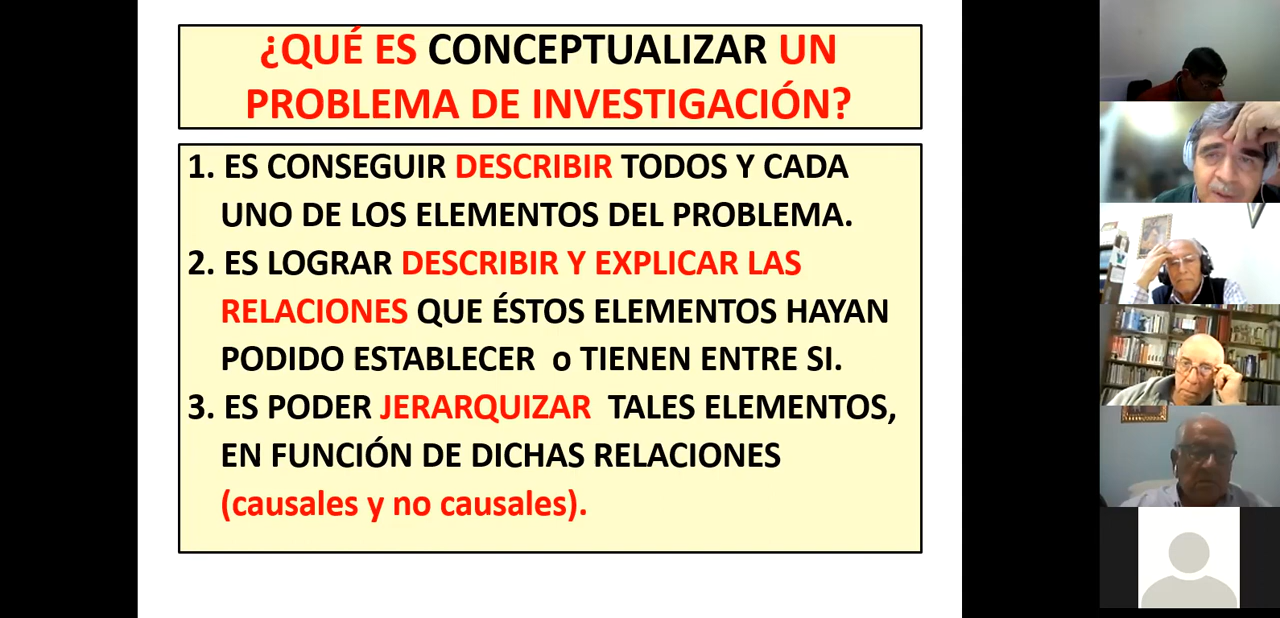 ¿QUÉ ES CONCEPTUALIZAR UN
PROBLEMA DE INVESTIGACIÓN?
1. ES CONSEGUIR DESCRIBIR TODOS Y CADA
UNO DE LOS ELEMENTOS DEL PROBLEMA.
2. ES LOGRAR DESCRIBIR Y EXPLICAR LAS
RELACIONES QUE ÉSTOS ELEMENTOS HAYAN
PODIDO ESTABLECER o TIENEN ENTRE SI.
3. ES PODER JERARQUIZAR TALES ELEMENTOS,
EN FUNCIÓN DE DICHAS RELACIONES
(causales y no causales).